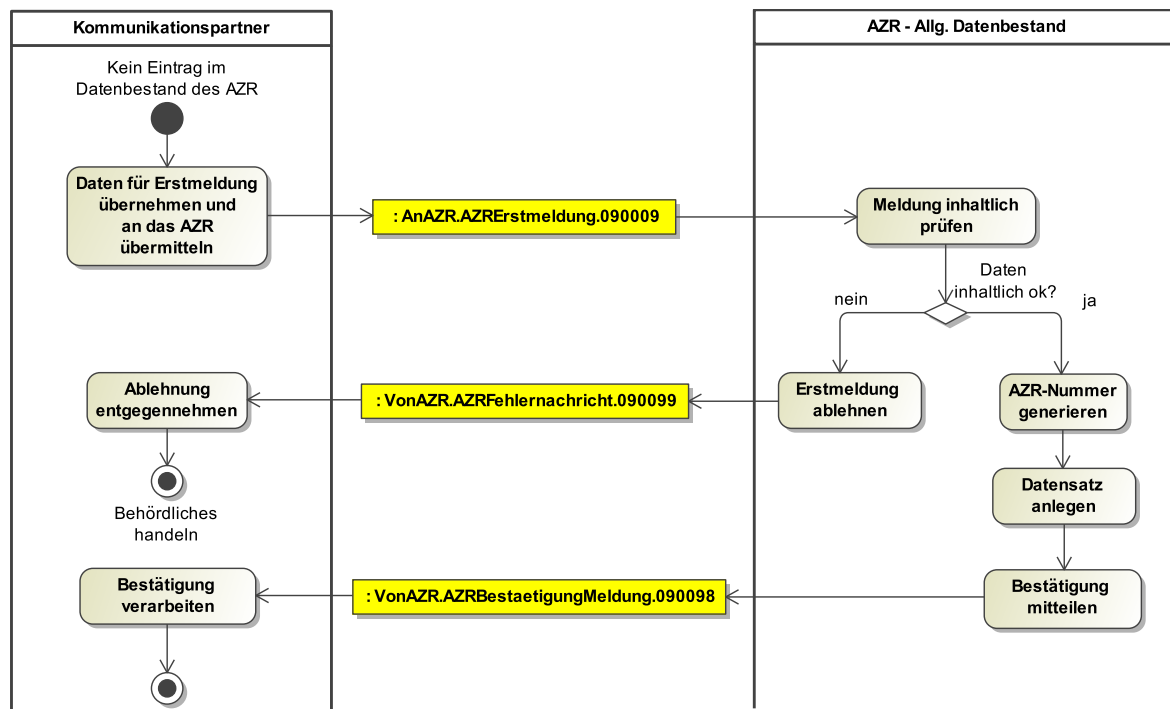 Kommunikationspartner
AZR - Allg. Datenbestand
Kein Eintrag im
Datenbestand des AZR
Daten für Erstmeldung
übernehmen und
an das AZR
übermitteln
: AnAZR.AZRErstmeldung.090009
Meldung inhaltlich
prüfen
Daten
inhaltlich ok?
nein
ja
Ablehnung
entgegennehmen
: VonAZR.AZRFehlernachricht.090099
Erstmeldung
ablehnen
AZR-Nummer
generieren
Behördliches
handeln
Datensatz
anlegen
Bestätigung
verarbeiten
: VonAZR.AZRBestaetigungMeldung.090098
Bestätigung
mitteilen